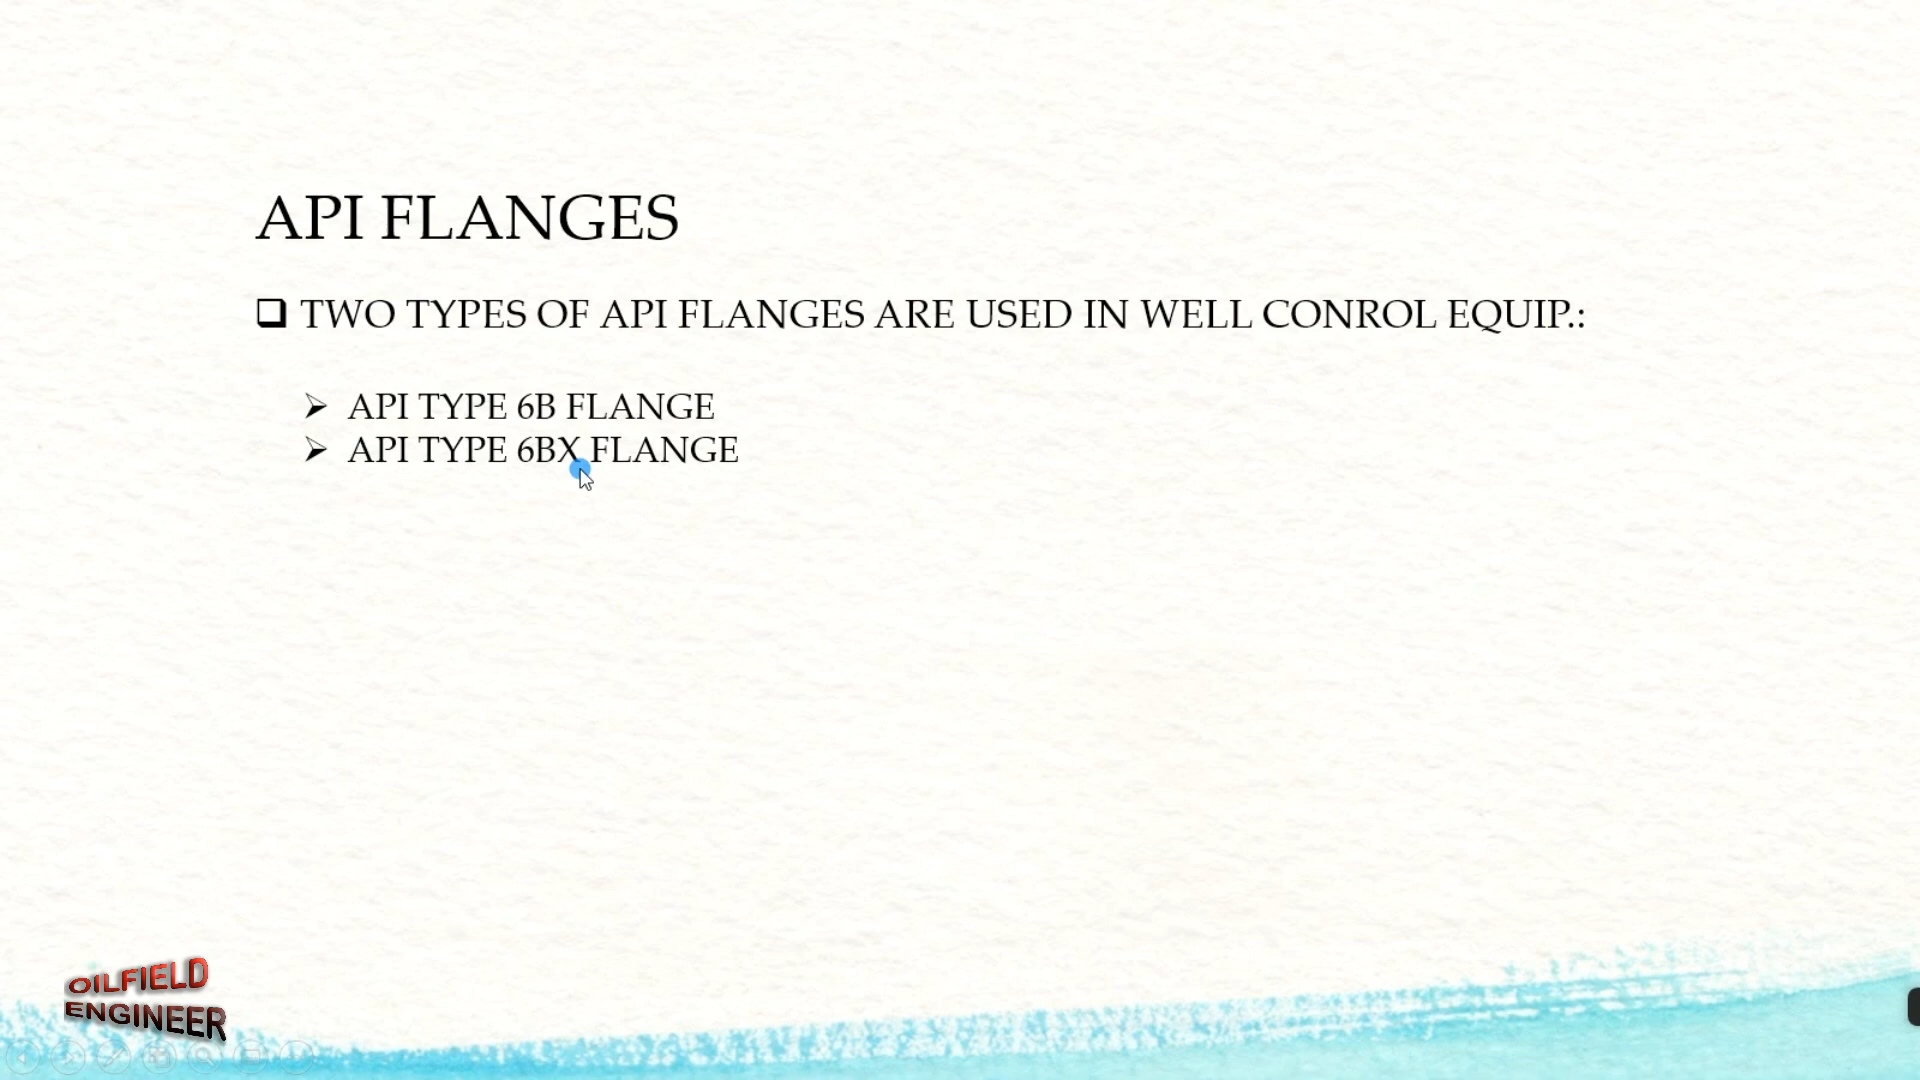 API FLANGES
TWO TYPES OF API FLANGES ARE USED IN WELL CONROL EQUIP.:
API TYPE 6B FLANGE
API TYPE 6BX FLANGE
OILFIELD
ENGINEER